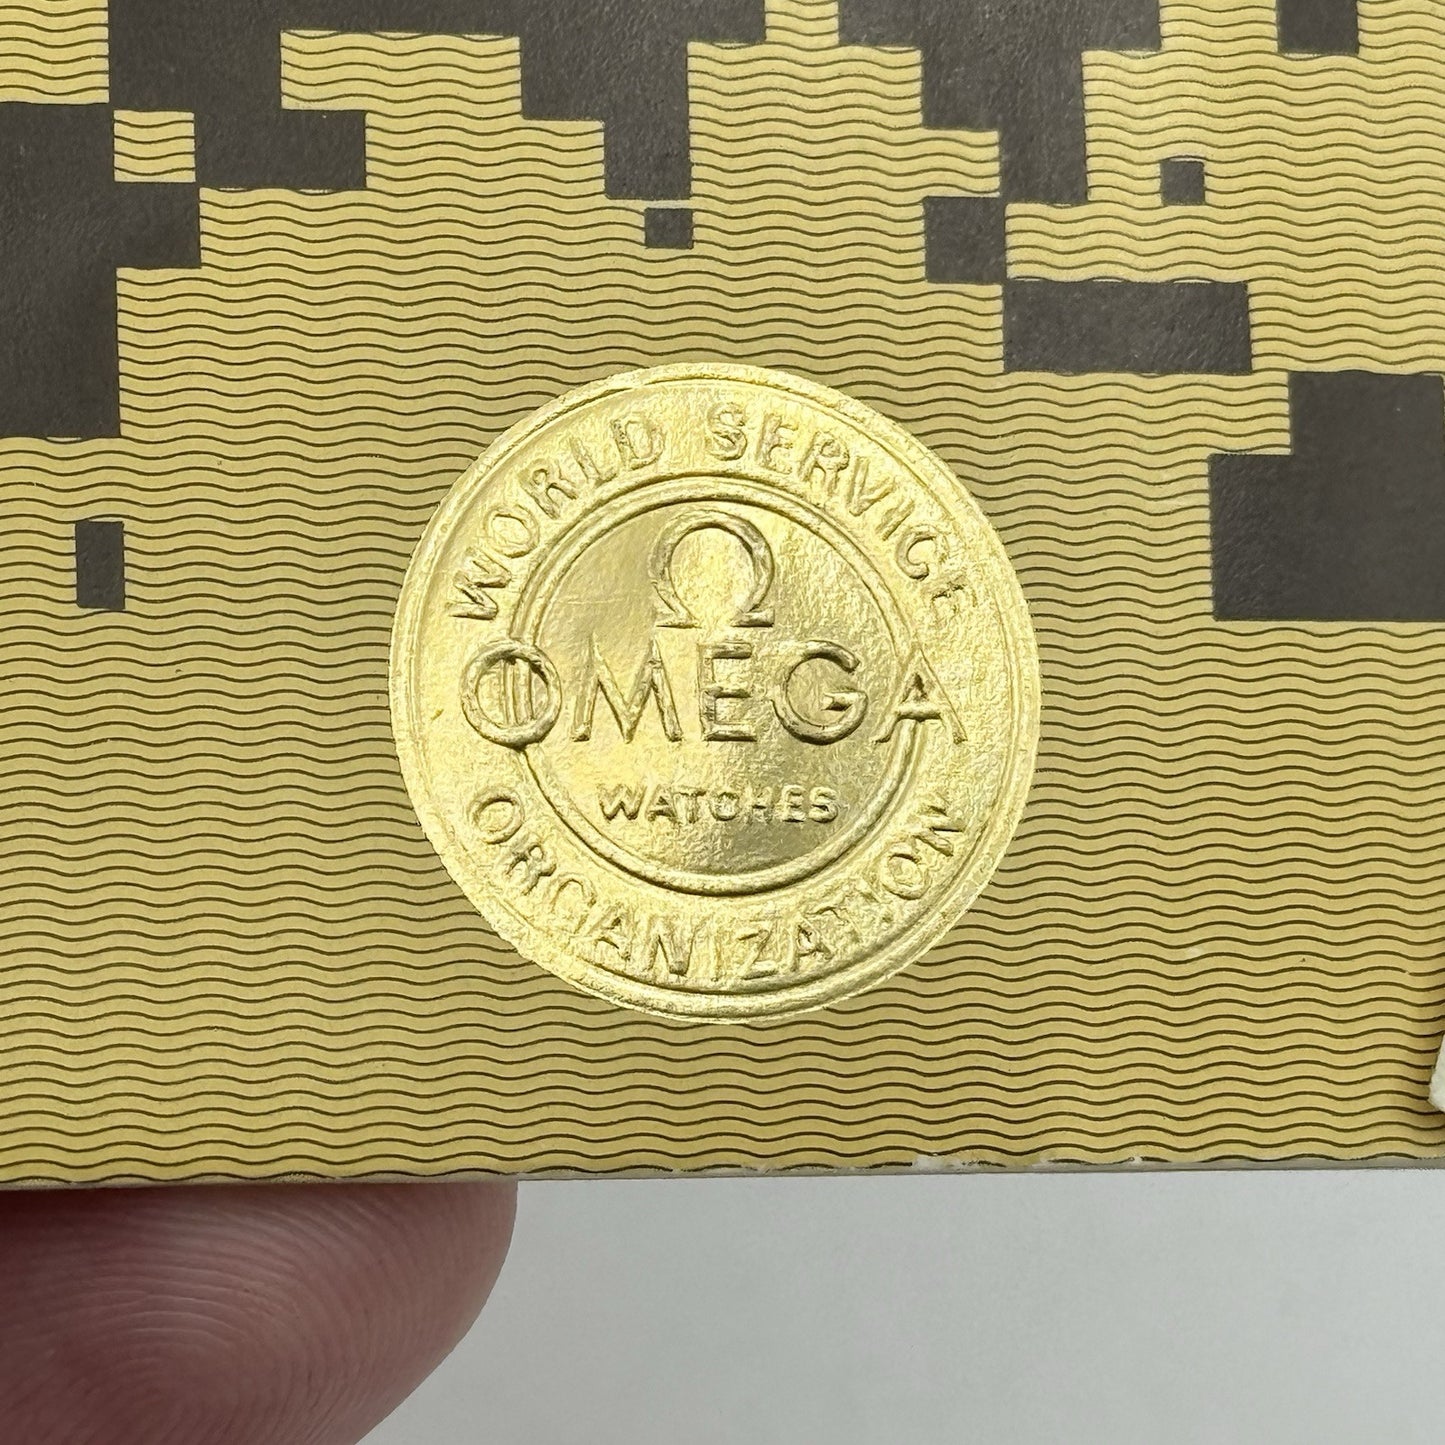 WORLD SERVICE
Ω
OMEGA
WATCHES
ORGANIZATION